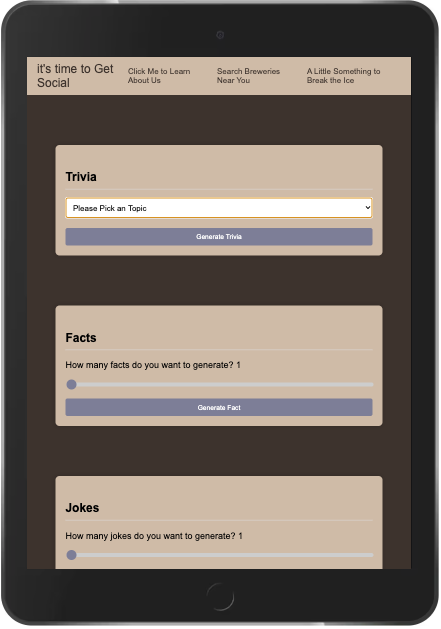 it's time to Get
Social
Click Me to Learn
About Us
Search Breweries
Near You
A Little Something to
Break the Ice
Trivia
Please Pick an Topic
Generate Trivia
Facts
How many facts do you want to generate? 1
Generate Fact
Jokes
How many jokes do you want to generate? 1